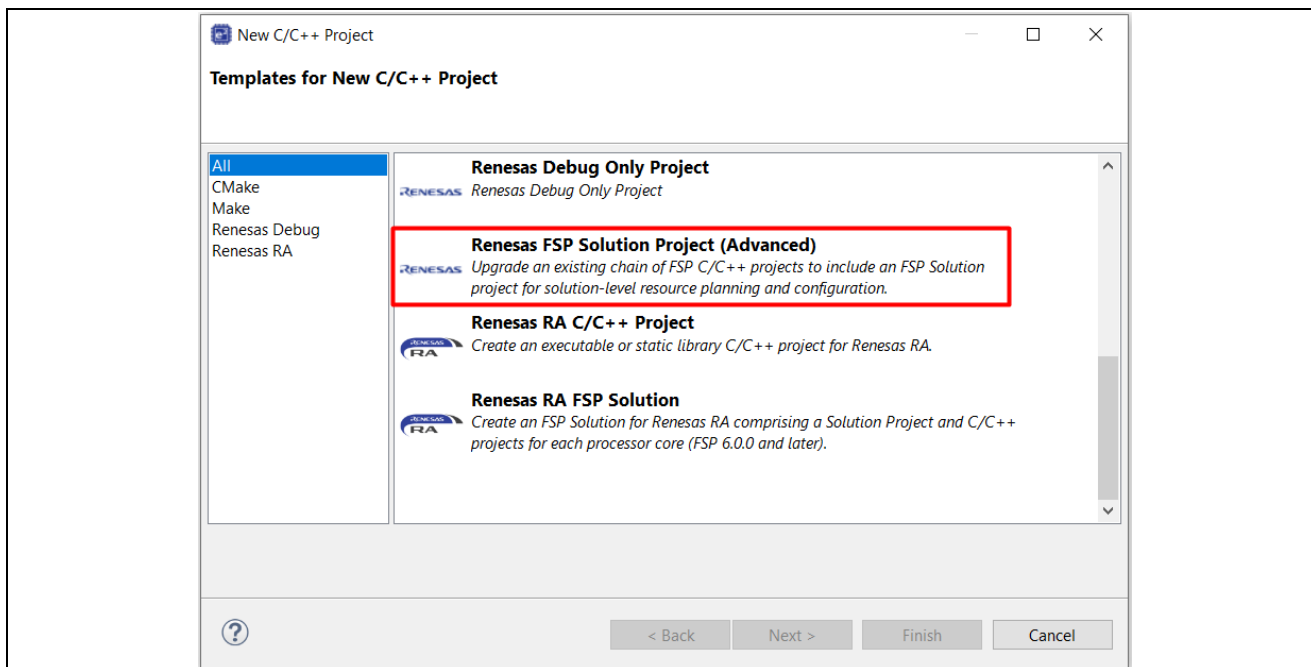 New C/C++ Project
Templates for New C/C++ Project
All
CMake
Make
Renesas Debug
Renesas RA
Renesas Debug Only Project
RENESAS Renesas Debug Only Project
Renesas FSP Solution Project (Advanced)
RENESAS Upgrade an existing chain of FSP C/C++ projects to include an FSP Solution
project for solution-level resource planning and configuration.
Renesas RA C/C++ Project
RENESAS RA Create an executable or static library C/C++ project for Renesas RA.
Renesas RA FSP Solution
RENESAS RA Create an FSP Solution for Renesas RA comprising a Solution Project and C/C++
projects for each processor core (FSP 6.0.0 and later).
? < Back Next > Finish Cancel